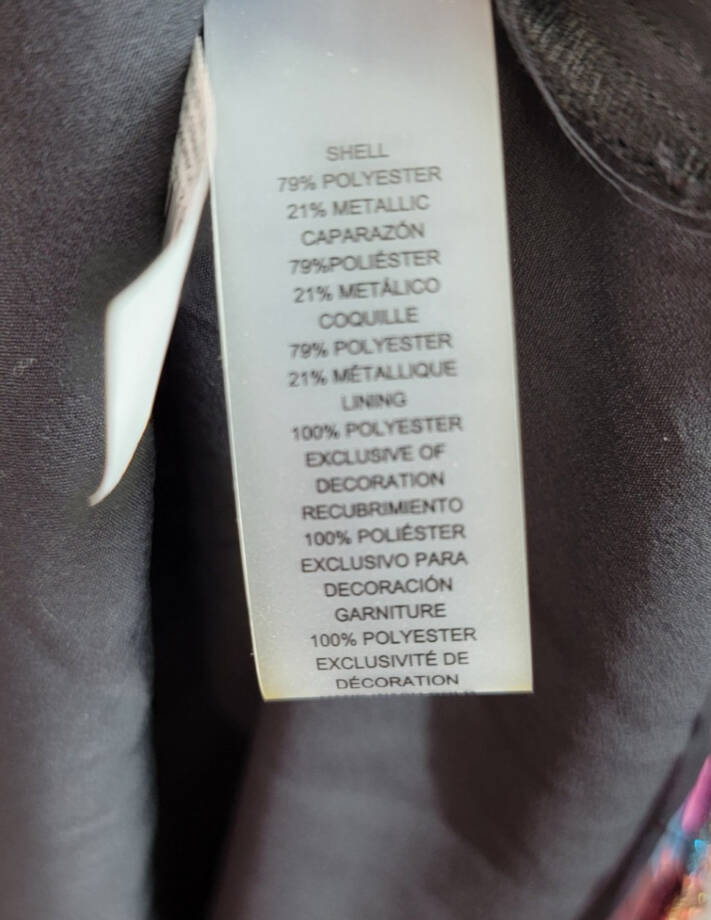 SHELL
79% POLYESTER
21% METALLIC
CAPARAZÓN
79%POLIÉSTER
21% METÁLICO
COQUILLE
79% POLYESTER
21% MÉTALLIQUE
LINING
100% POLYESTER
EXCLUSIVE OF
DECORATION
RECUBRIMIENTO
100% POLIÉSTER
EXCLUSIVO PARA
DECORACIÓN
GARNITURE
100% POLYESTER
EXCLUSIVITÉ DE
DÉCORATION